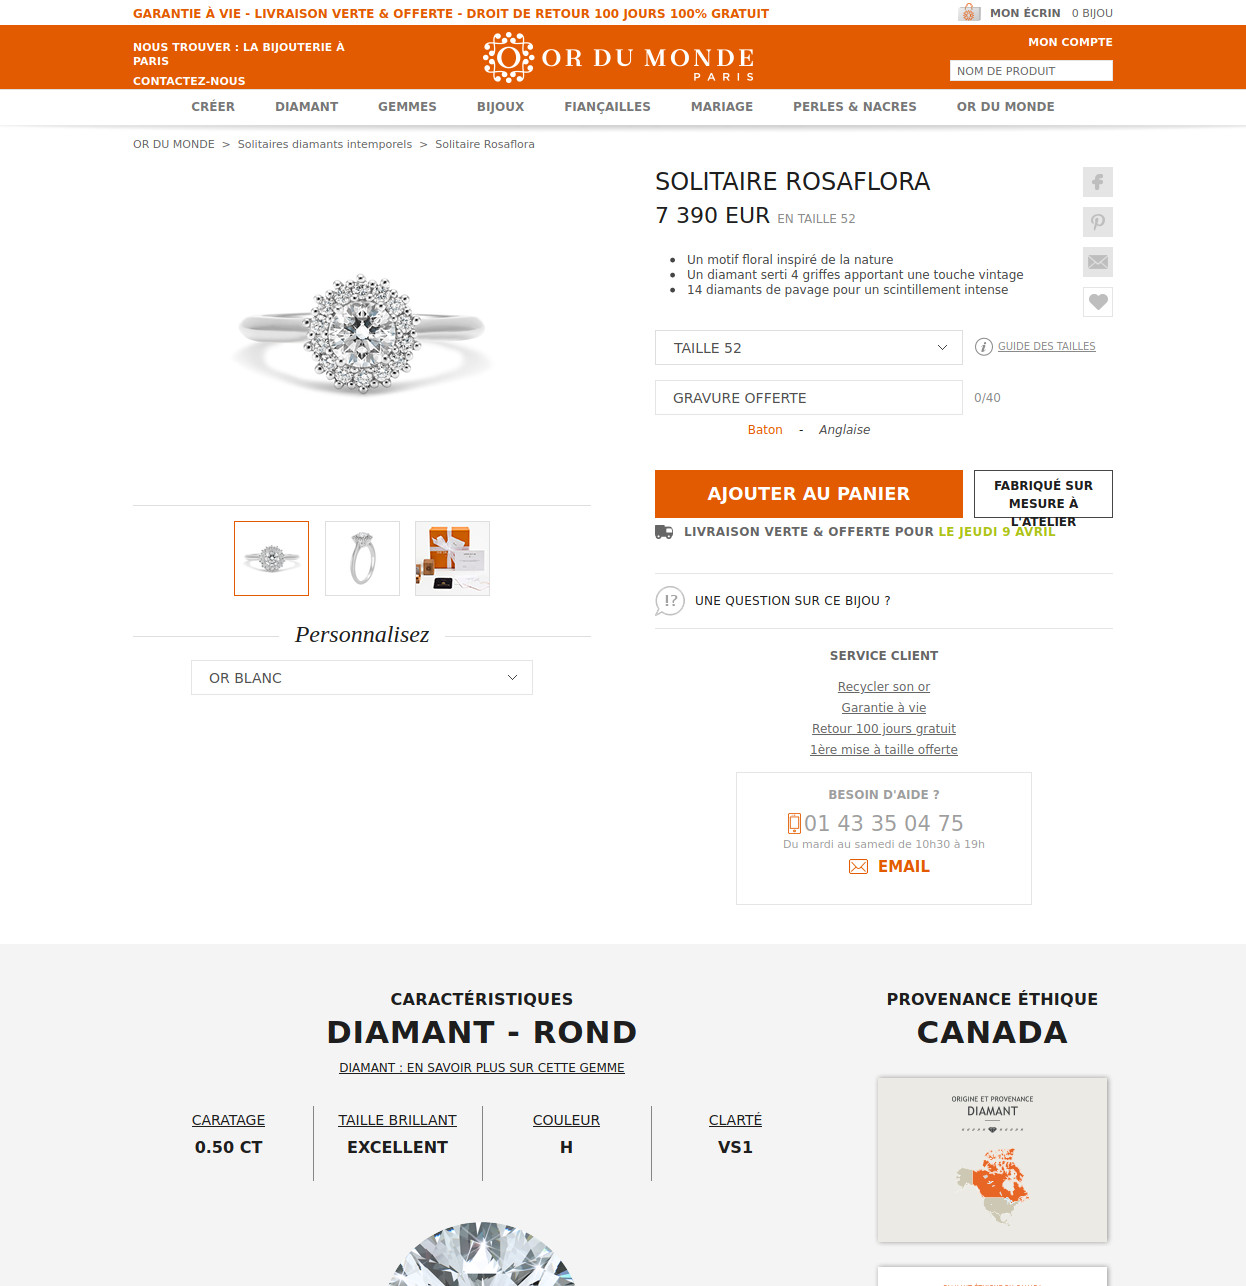 GARANTIE À VIE - LIVRAISON VERTE & OFFERTE - DROIT DE RETOUR 100 JOURS 100% GRATUIT
MON ÉCRIN 0 BIJOU
NOUS TROUVER : LA BIJOUTERIE À
PARIS
CONTACTEZ-NOUS
OR DU MONDE
PARIS
MON COMPTE
NOM DE PRODUIT
CRÉER DIAMANT GEMMES BIJOUX FIANÇAILLES MARIAGE PERLES & NACRES OR DU MONDE
OR DU MONDE > Solitaires diamants intemporels > Solitaire Rosaflora
SOLITAIRE ROSAFLORA
7 390 EUR EN TAILLE 52
Un motif floral inspiré de la nature
Un diamant serti 4 griffes apportant une touche vintage
14 diamants de pavage pour un scintillement intense
TAILLE 52
GUIDE DES TAILLES
GRAVURE OFFERTE
0/40
Baton - Anglaise
AJOUTER AU PANIER
FABRIQUÉ SUR
MESURE À
L'ATELIER
LIVRAISON VERTE & OFFERTE POUR LE JEUDI 9 AVRIL
!? UNE QUESTION SUR CE BIJOU ?
Personnalisez
OR BLANC
SERVICE CLIENT
Recycler son or
Garantie à vie
Retour 100 jours gratuit
1ère mise à taille offerte
BESOIN D'AIDE ?
01 43 35 04 75
Du mardi au samedi de 10h30 à 19h
EMAIL
CARACTÉRISTIQUES
DIAMANT - ROND
DIAMANT : EN SAVOIR PLUS SUR CETTE GEMME
CARATAGE
0.50 CT
TAILLE BRILLANT
EXCELLENT
COULEUR
H
CLARTÉ
VS1
PROVENANCE ÉTHIQUE
CANADA
ORIGINE ET PROVENANCE
DIAMANT